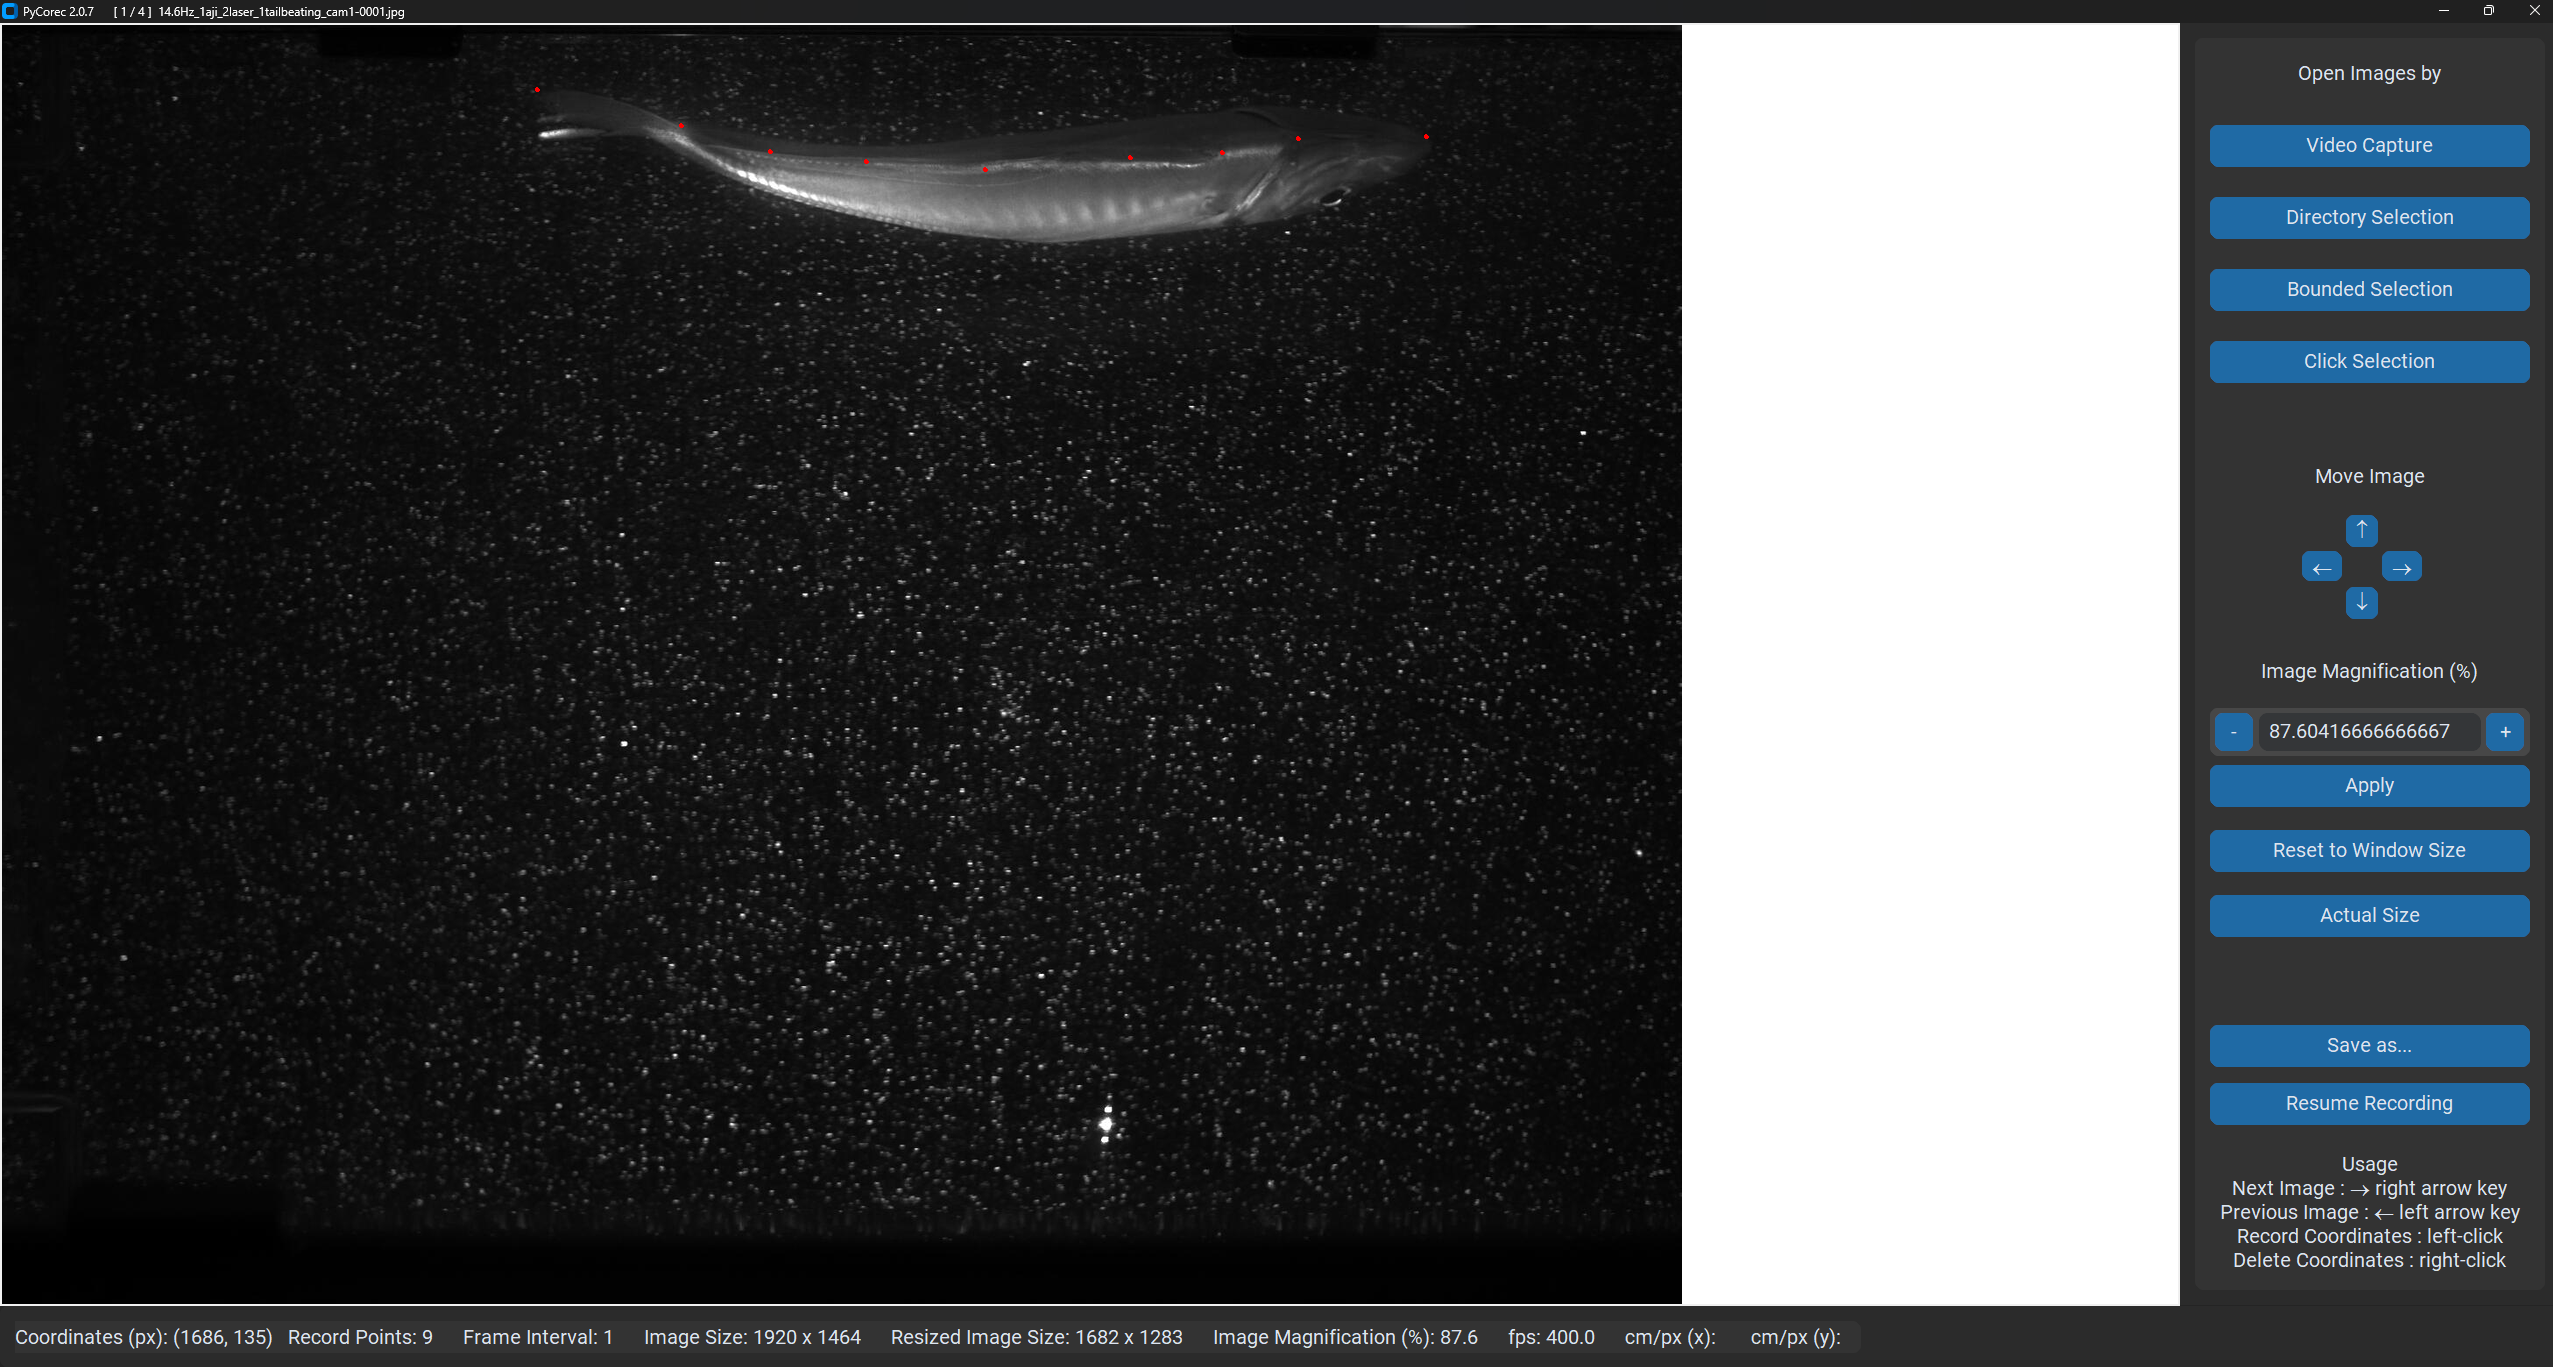 PyCorec 2.0.7 [ 1 / 4 ] 14.6Hz_1aji_2laser_1tailbeating_cam1-0001.jpg
Open Images by
Video Capture
Directory Selection
Bounded Selection
Click Selection
Move Image
↑
← →
↓
Image Magnification (%)
- 87.60416666666667 +
Apply
Reset to Window Size
Actual Size
Save as...
Resume Recording
Usage
Next Image : → right arrow key
Previous Image : ← left arrow key
Record Coordinates : left-click
Delete Coordinates : right-click
Coordinates (px): (1686, 135) Record Points: 9 Frame Interval: 1 Image Size: 1920 x 1464 Resized Image Size: 1682 x 1283 Image Magnification (%): 87.6 fps: 400.0 cm/px (x): cm/px (y):